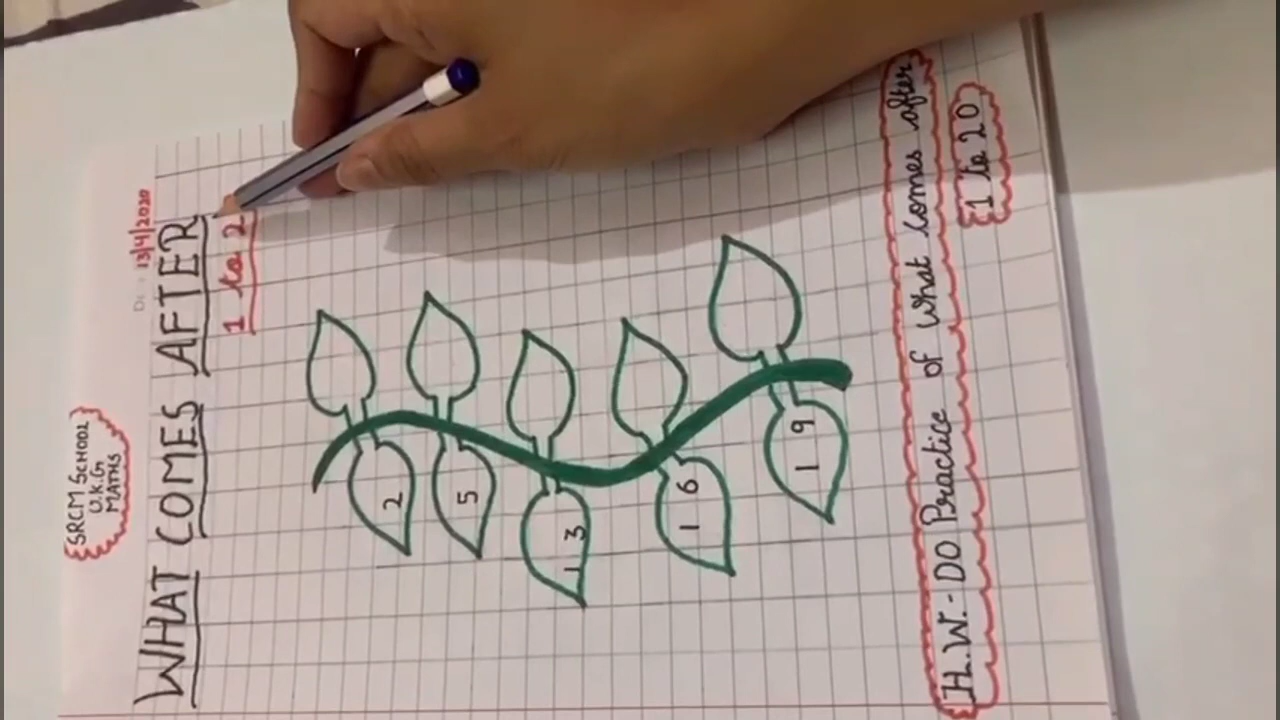 SRCM SCHOOL
U.K.G
MATHS
13/4/2020
WHAT COMES AFTER
1 to 2
2
5
13
16
19
H.W.-DO Practice of what comes after
1 to 20